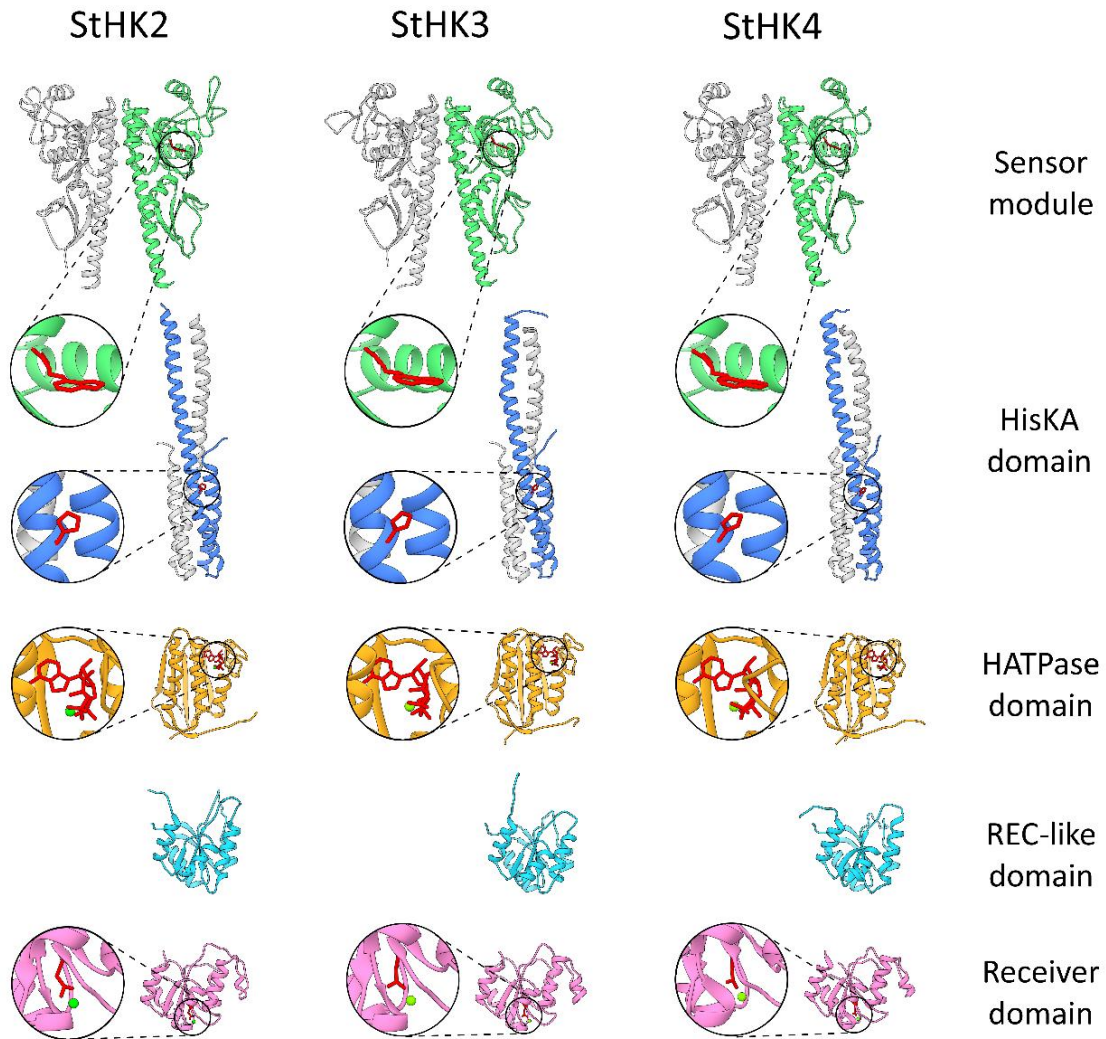 StHK2 StHK3 StHK4
Sensor
module
HisKA
domain
HATPase
domain
REC-like
domain
Receiver
domain